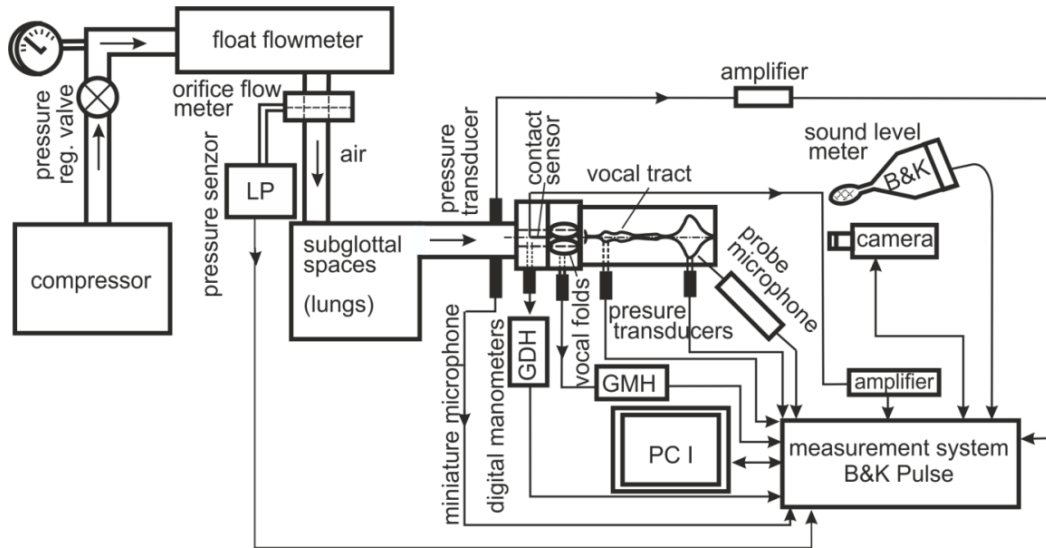 float flowmeter
orifice flow
meter
pressure
reg. valve
pressure senzor
LP
air
compressor
subglottal
spaces
(lungs)
pressure
transducer
contact
sensor
vocal tract
amplifier
sound level
meter
B&K
camera
probe
microphone
presure
transducers
vocal folds
GDH
GMH
digital manometers
miniature microphone
PC I
amplifier
measurement system
B&K Pulse